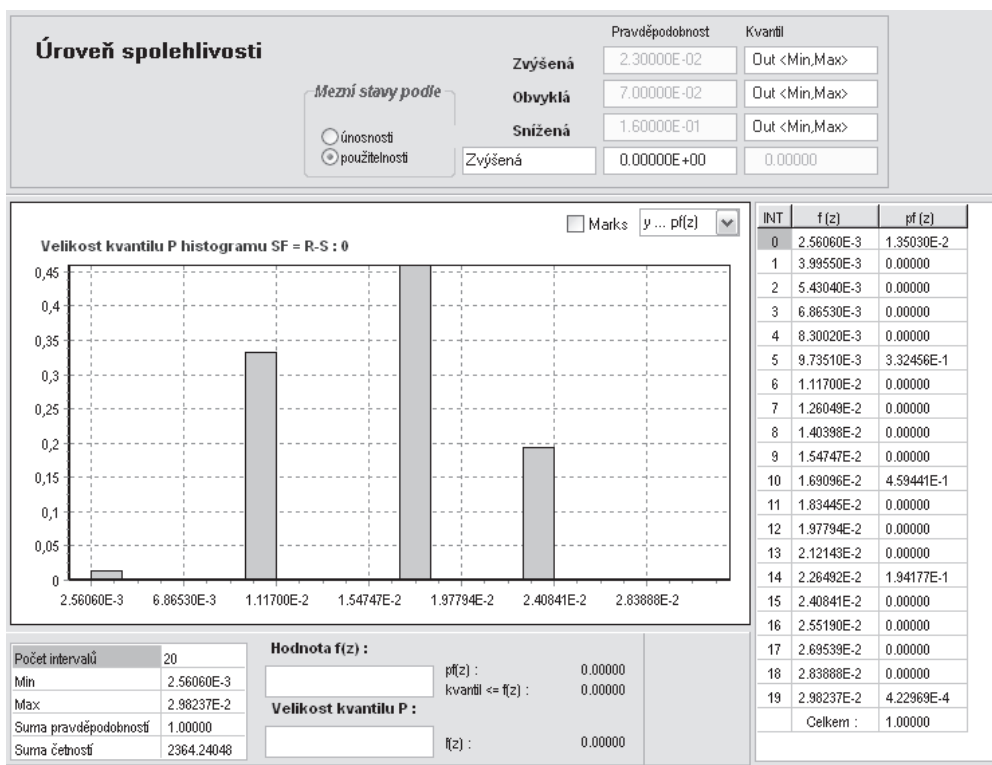 Úroveň spolehlivosti
Pravděpodobnost Kvantil
Zvýšená 2.30000E-02 Out <Min,Max>
Obvyklá 7.00000E-02 Out <Min,Max>
Snížená 1.60000E-01 Out <Min,Max>
Zvýšená 0.00000E+00 0.00000
Mezní stavy podle
únosnosti
použitelnosti
Marks y ... pf(z)
Velikost kvantilu P histogramu SF = R-S : 0
0,45
0,4
0,35
0,3
0,25
0,2
0,15
0,1
0,05
0
2.56060E-3 6.86530E-3 1.11700E-2 1.54747E-2 1.97794E-2 2.40841E-2 2.83888E-2
INT f (z) pf (z)
0 2.56060E-3 1.35030E-2
1 3.99550E-3 0.00000
2 5.43040E-3 0.00000
3 6.86530E-3 0.00000
4 8.30020E-3 0.00000
5 9.73510E-3 3.32456E-1
6 1.11700E-2 0.00000
7 1.26049E-2 0.00000
8 1.40398E-2 0.00000
9 1.54747E-2 0.00000
10 1.69096E-2 4.59441E-1
11 1.83445E-2 0.00000
12 1.97794E-2 0.00000
13 2.12143E-2 0.00000
14 2.26492E-2 1.94177E-1
15 2.40841E-2 0.00000
16 2.55190E-2 0.00000
17 2.69539E-2 0.00000
18 2.83888E-2 0.00000
19 2.98237E-2 4.22969E-4
Celkem : 1.00000
Počet intervalů 20
Min 2.56060E-3
Max 2.98237E-2
Suma pravděpodobností 1.00000
Suma četností 2364.24048
Hodnota f(z) :
pf(z) : 0.00000
kvantil <= f(z) : 0.00000
Velikost kvantilu P :
f(z) : 0.00000